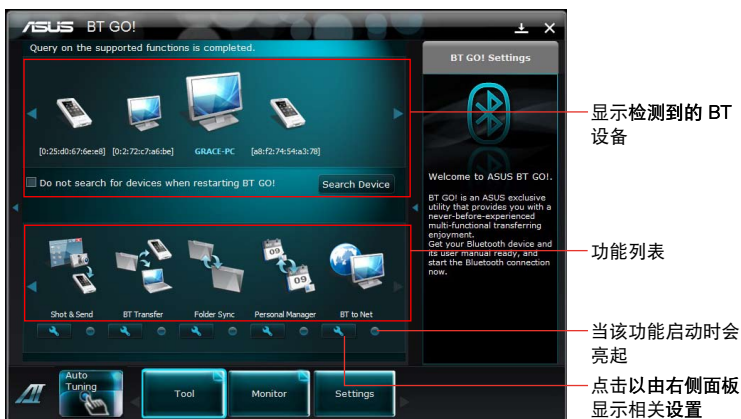 ASUS BT GO!
Query on the supported functions is completed.
[0:25:d0:67:6e:e8] [0:2:72:c7:a6:be] GRACE-PC [a8:f2:74:54:a3:78]
Do not search for devices when restarting BT GO!
Search Device
Shot & Send BT Transfer Folder Sync Personal Manager BT to Net
09
09
BT GO! Settings
Welcome to ASUS BT GO!.
BT GO! is an ASUS exclusive
utility that provides you with a
never-before-experienced
multi-functional transferring
enjoyment.
Get your Bluetooth device and
its user manual ready, and
start the Bluetooth connection
now.
Auto
Tuning
Tool
Monitor
Settings
显示检测到的 BT
设备
功能列表
当该功能启动时会
亮起
点击以由右侧面板
显示相关设置